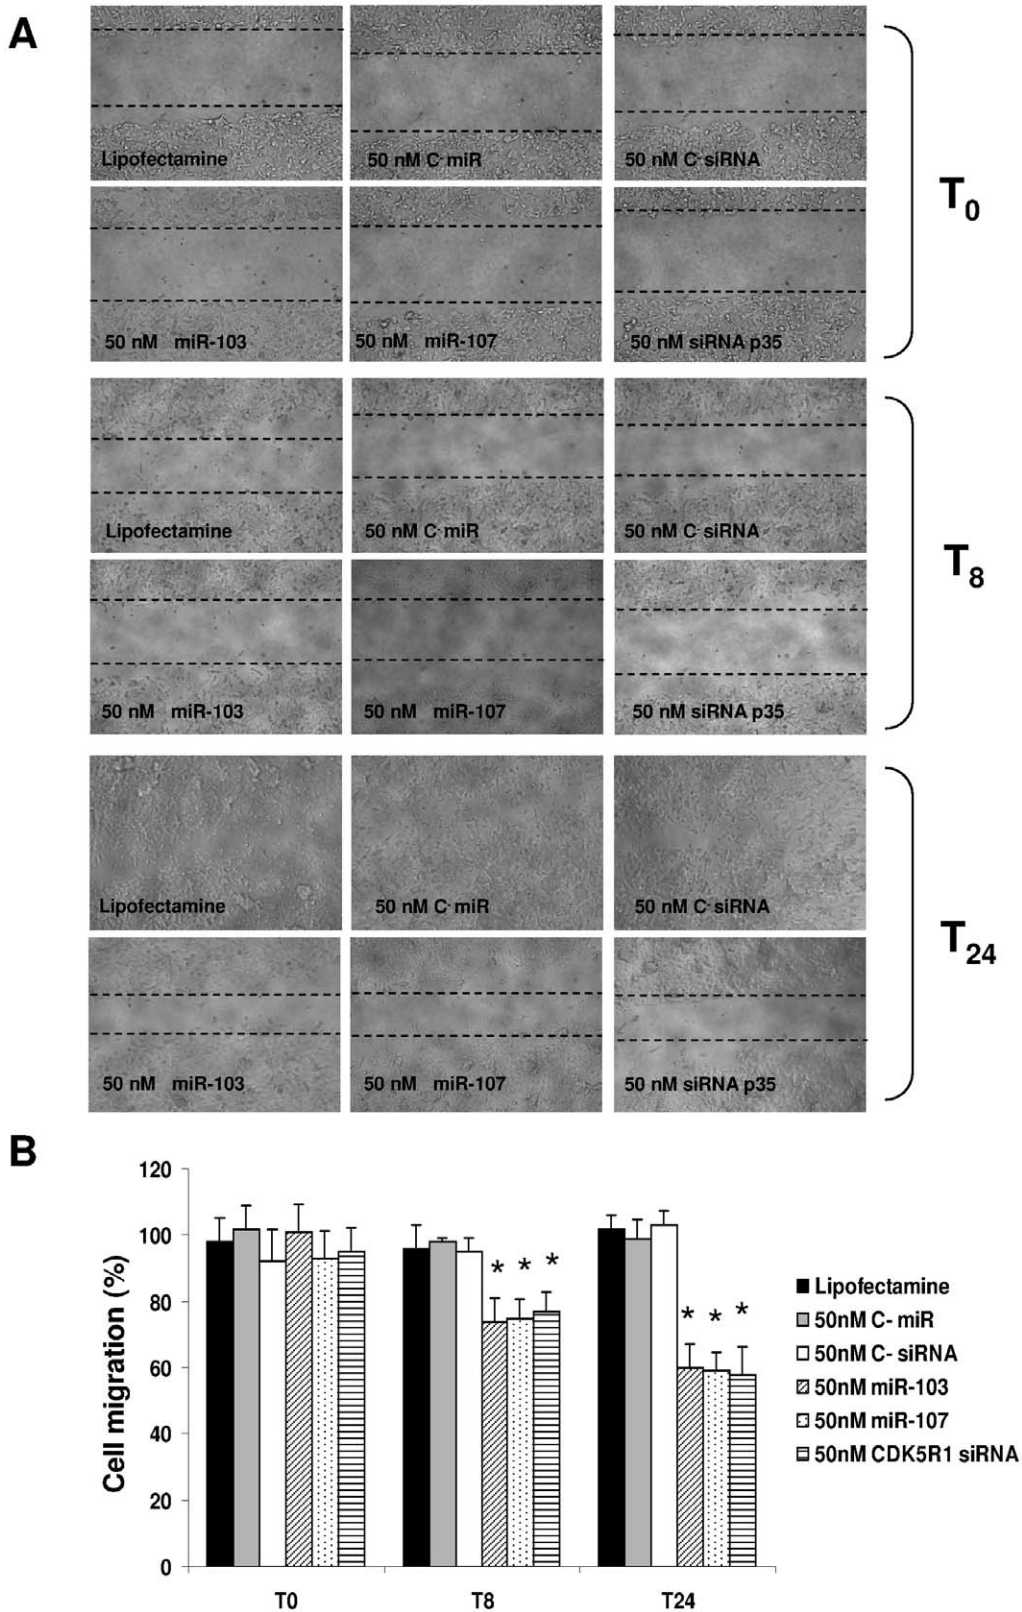 A
Lipofectamine
50 nM C- miR
50 nM C- siRNA
T0
50 nM miR-103
50 nM miR-107
50 nM siRNA p35
Lipofectamine
50 nM C- miR
50 nM C- siRNA
T8
50 nM miR-103
50 nM miR-107
50 nM siRNA p35
Lipofectamine
50 nM C- miR
50 nM C- siRNA
T24
50 nM miR-103
50 nM miR-107
50 nM siRNA p35
B
Cell migration (%)
120
100
80
60
40
20
0
* * *
* * *
T0
T8
T24
Lipofectamine
50nM C- miR
50nM C- siRNA
50nM miR-103
50nM miR-107
50nM CDK5R1 siRNA